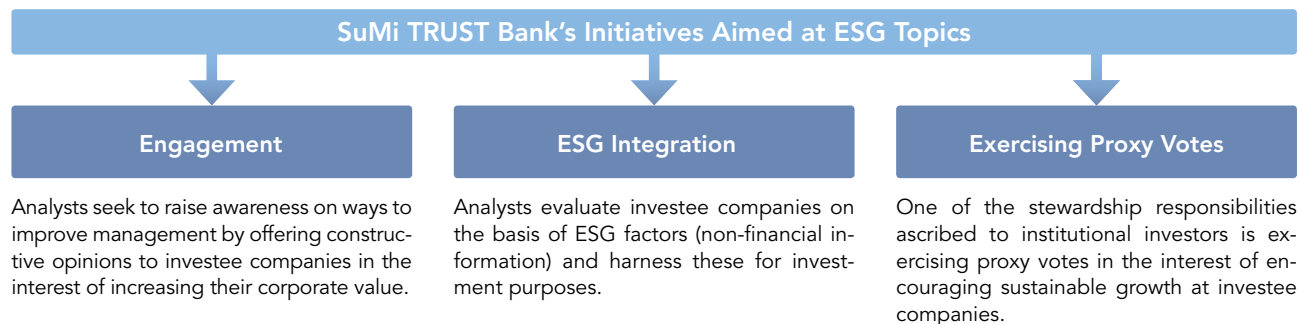 SuMi TRUST Bank's Initiatives Aimed at ESG Topics
Engagement
Analysts seek to raise awareness on ways to
improve management by offering construc-
tive opinions to investee companies in the
interest of increasing their corporate value.
ESG Integration
Analysts evaluate investee companies on
the basis of ESG factors (non-financial in-
formation) and harness these for invest-
ment purposes.
Exercising Proxy Votes
One of the stewardship responsibilities
ascribed to institutional investors is ex-
ercising proxy votes in the interest of en-
couraging sustainable growth at investee
companies.